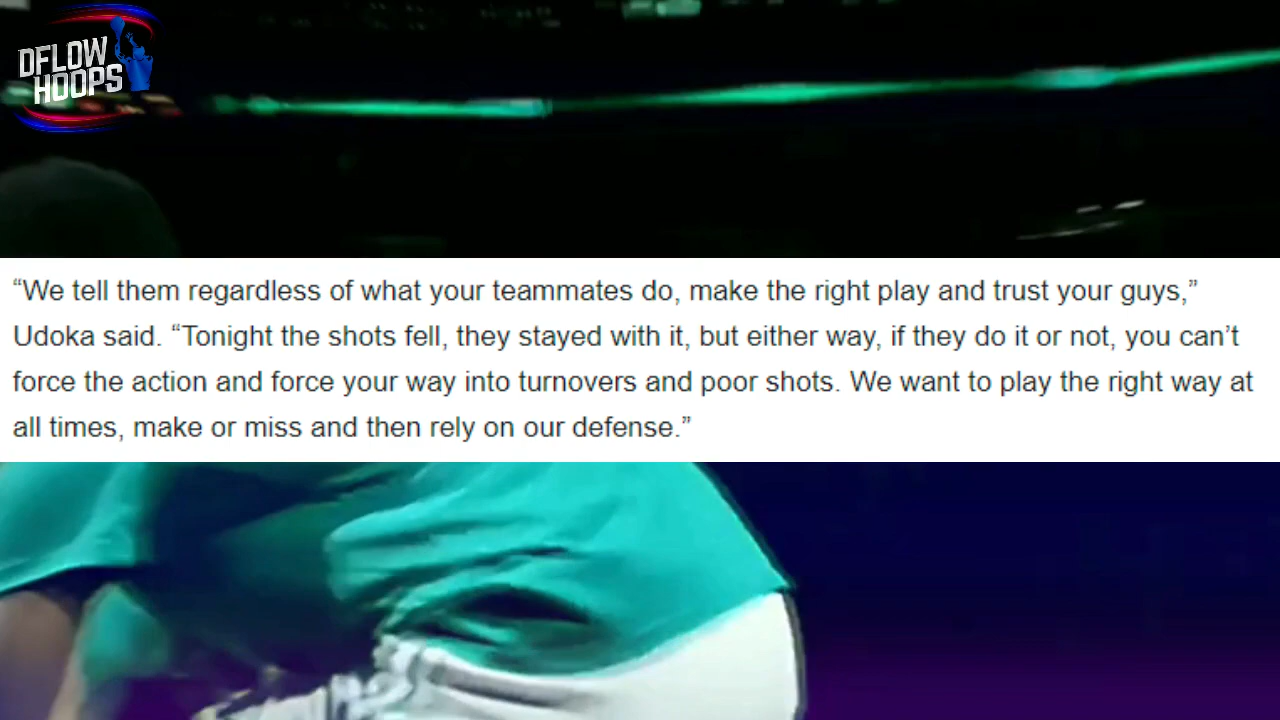 DFLOW
HOOPS
“We tell them regardless of what your teammates do, make the right play and trust your guys,”
Udoka said. “Tonight the shots fell, they stayed with it, but either way, if they do it or not, you can’t
force the action and force your way into turnovers and poor shots. We want to play the right way at
all times, make or miss and then rely on our defense.”